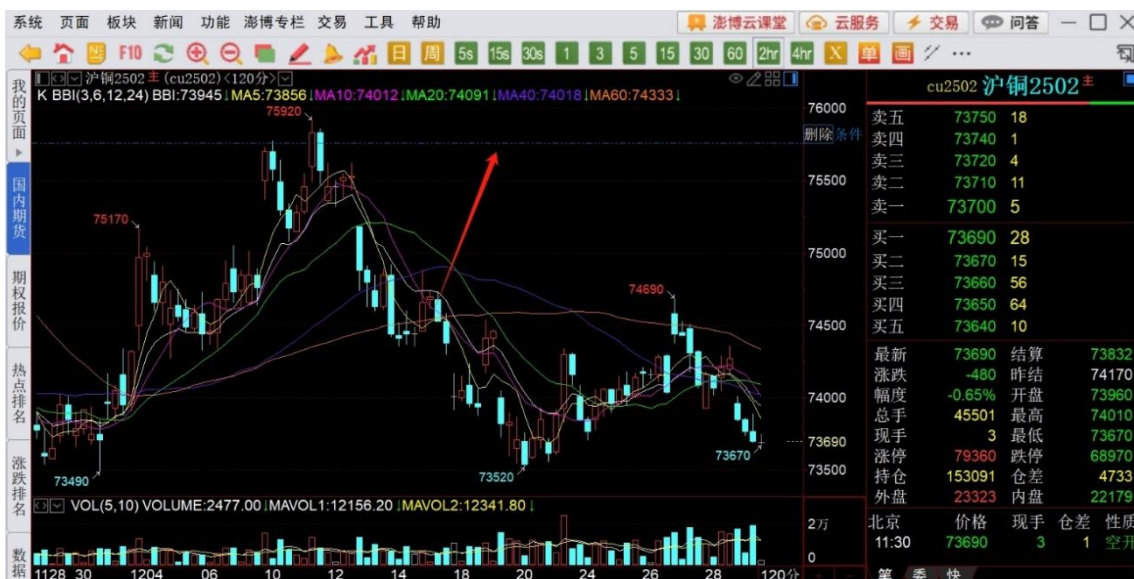 系统 页面 板块 新闻 功能 澎博专栏 交易 工具 帮助 澎博云课堂 云服务 交易 问答
F10 日 周 5s 15s 30s 1 3 5 15 30 60 2hr 4hr X 单 画
我的页面
国内期货
期权报价
热点排名
涨跌排名
数据
沪铜2502主 (cu2502)<120分>
K BBI(3,6,12,24) BBI:73945↓MA5:73856↓MA10:74012↓MA20:74091↓MA40:74018↓MA60:74333↓
75920
75170
74690
73490
73520
73670
删除 条件
76000
75500
75000
74500
74000
73690
73500
VOL(5,10) VOLUME:2477.00↓MAVOL1:12156.20↓MAVOL2:12341.80↓
2万
0
1128 30 1204 06 10 12 14 18 20 24 26 28 120分
cu2502 沪铜2502主
卖五 73750 18
卖四 73740 1
卖三 73720 4
卖二 73710 11
卖一 73700 5
买一 73690 28
买二 73670 15
买三 73660 56
买四 73650 64
买五 73640 10
最新 73690 结算 73832
涨跌 -480 昨结 74170
幅度 -0.65% 开盘 73960
总手 45501 最高 74010
现手 3 最低 73670
涨停 79360 跌停 68970
持仓 153091 仓差 4733
外盘 23323 内盘 22179
北京 价格 现手 仓差 性质
11:30 73690 3 1 空开
笔 委 快